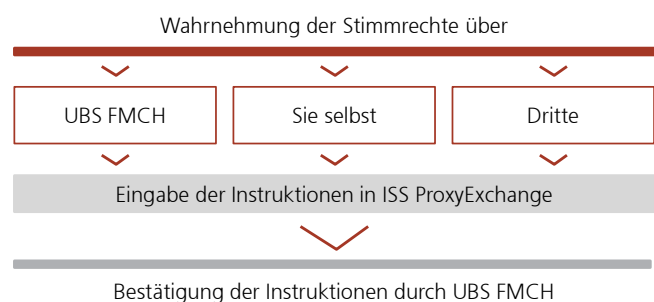 Wahrnehmung der Stimmrechte über
UBS FMCH
Sie selbst
Dritte
Eingabe der Instruktionen in ISS ProxyExchange
Bestätigung der Instruktionen durch UBS FMCH